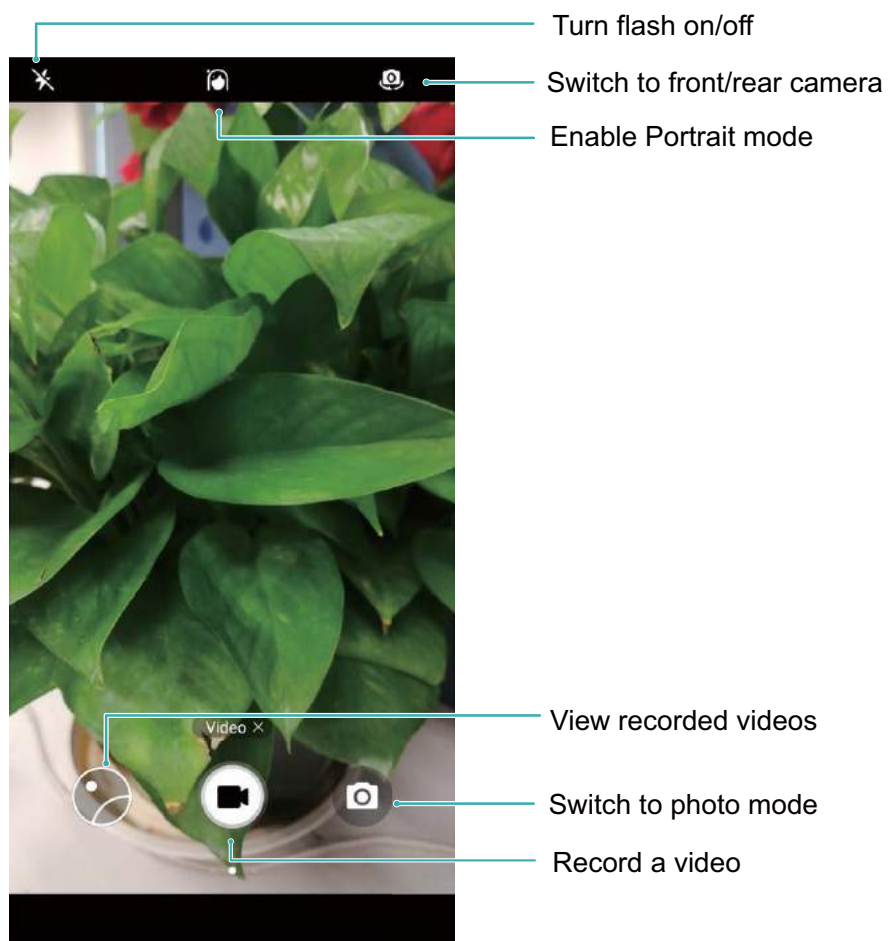 Turn flash on/off
Switch to front/rear camera
Enable Portrait mode
Video ×
View recorded videos
Switch to photo mode
Record a video